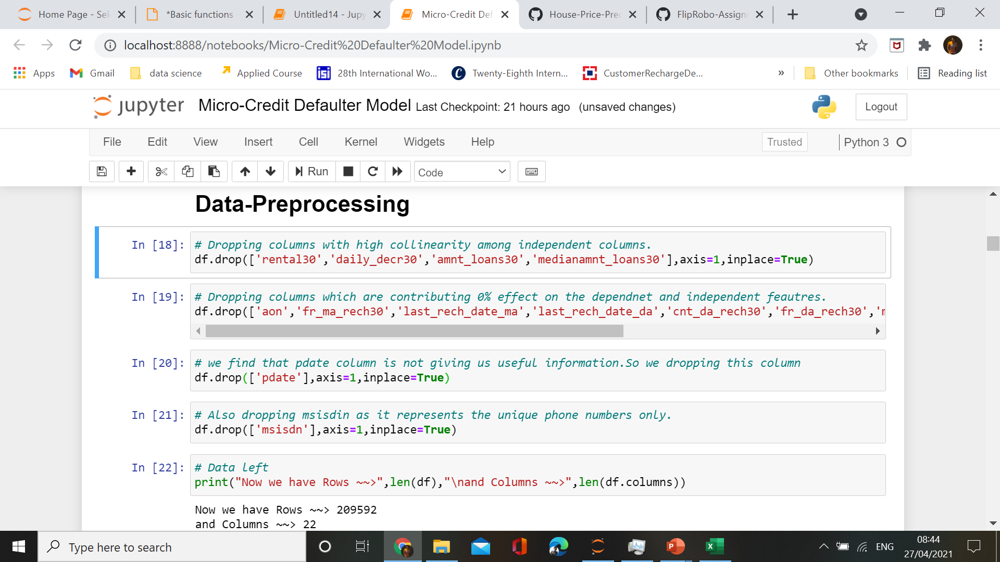 Home Page - Sel
*Basic functions -
Untitled14 - Jupy
Micro-Credit Def
House-Price-Pred
FlipRobo-Assignm
localhost:8888/notebooks/Micro-Credit%20Defaulter%20Model.ipynb
Apps
Gmail
data science
Applied Course
28th International Wo...
Twenty-Eighth Intern...
CustomerRechargeDe...
»
Other bookmarks
Reading list
jupyter
Micro-Credit Defaulter Model Last Checkpoint: 21 hours ago (unsaved changes)
Logout
File
Edit
View
Insert
Cell
Kernel
Widgets
Help
Trusted
Python 3
Run
Code
Data-Preprocessing
In [18]:
# Dropping columns with high collinearity among independent columns.
df.drop(['rental30','daily_decr30','amnt_loans30','medianamnt_loans30'],axis=1,inplace=True)
In [19]:
# Dropping columns which are contributing 0% effect on the dependnet and independent feautres.
df.drop(['aon','fr_ma_rech30','last_rech_date_ma','last_rech_date_da','cnt_da_rech30','fr_da_rech30','m
In [20]:
# we find that pdate column is not giving us useful information.So we dropping this column
df.drop(['pdate'],axis=1,inplace=True)
In [21]:
# Also dropping msisdin as it represents the unique phone numbers only.
df.drop(['msisdn'],axis=1,inplace=True)
In [22]:
# Data left
print("Now we have Rows ~~>",len(df),"\nand Columns ~~>",len(df.columns))
Now we have Rows ~~> 209592
and Columns ~~> 22
Type here to search
ENG
08:44
27/04/2021